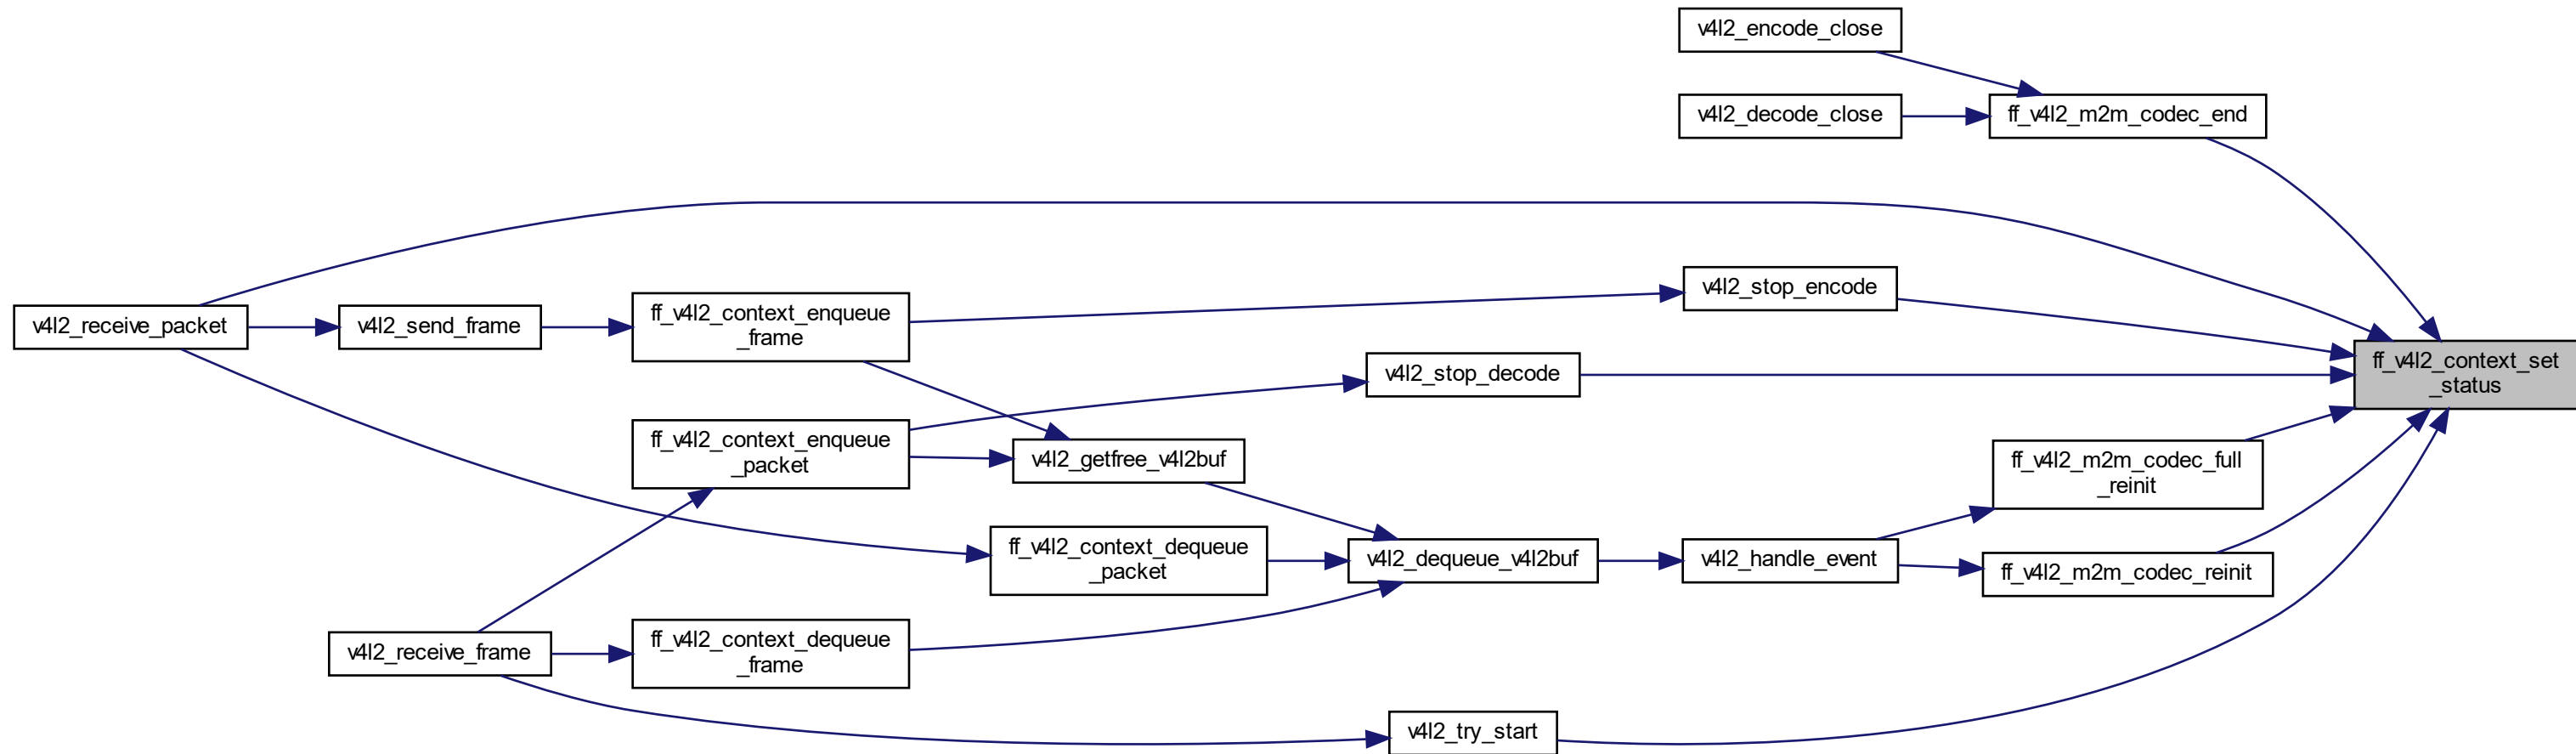 v4l2_encode_close
v4l2_decode_close
ff_v4l2_m2m_codec_end
v4l2_stop_encode
v4l2_receive_packet
v4l2_send_frame
ff_v4l2_context_enqueue
_frame
v4l2_stop_decode
ff_v4l2_context_set
_status
ff_v4l2_context_enqueue
_packet
v4l2_getfree_v4l2buf
ff_v4l2_m2m_codec_full
_reinit
ff_v4l2_context_dequeue
_packet
v4l2_dequeue_v4l2buf
v4l2_handle_event
ff_v4l2_m2m_codec_reinit
v4l2_receive_frame
ff_v4l2_context_dequeue
_frame
v4l2_try_start